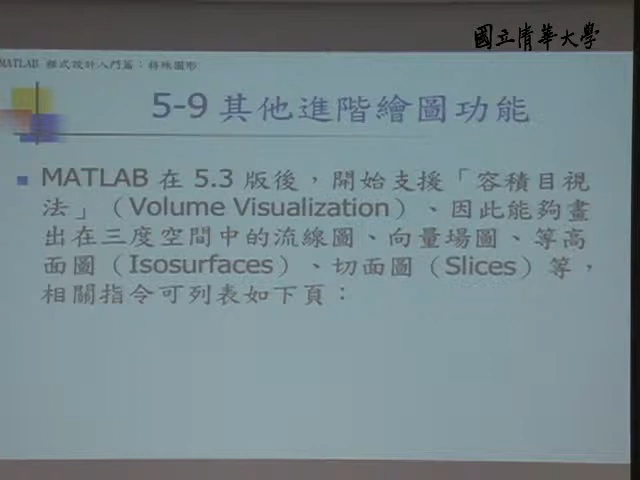 國立清華大學
MATLAB 程式設計入門篇：特殊圖形
5-9 其他進階繪圖功能
MATLAB 在 5.3 版後，開始支援「容積目視
法」（Volume Visualization）、因此能夠畫
出在三度空間中的流線圖、向量場圖、等高
面圖（Isosurfaces）、切面圖（Slices）等，
相關指令可列表如下頁：